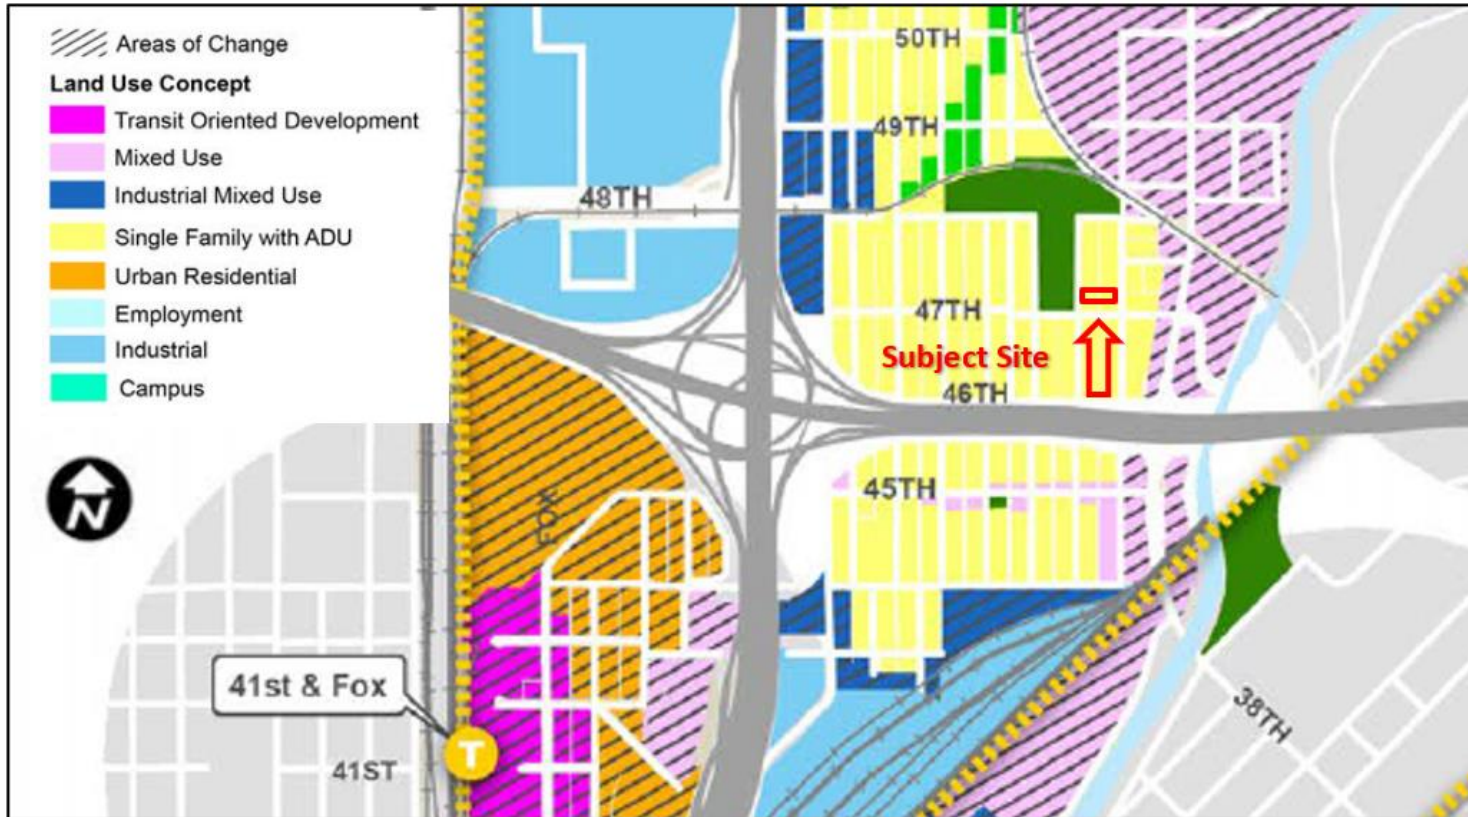 Areas of Change
Land Use Concept
Transit Oriented Development
Mixed Use
Industrial Mixed Use
Single Family with ADU
Urban Residential
Employment
Industrial
Campus
N
50TH
49TH
48TH
47TH
Subject Site
46TH
45TH
FOX
41st & Fox
T
41ST
38TH